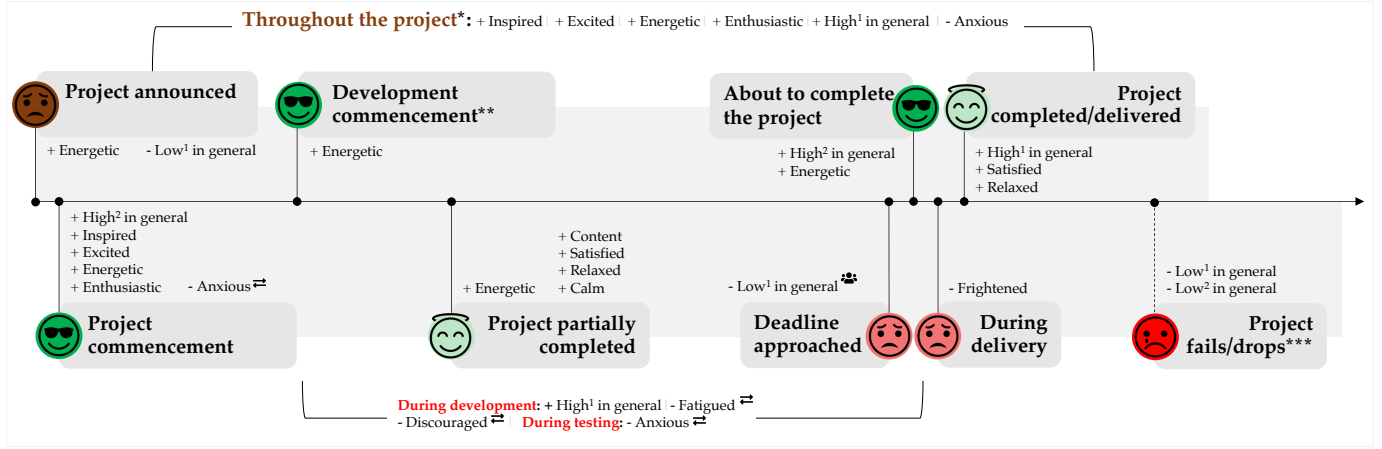 Throughout the project*: + Inspired | + Excited | + Energetic | + Enthusiastic | + High¹ in general | - Anxious
Project announced
Development
commencement**
About to complete
the project
Project
completed/delivered
+ Energetic - Low¹ in general
+ Energetic
+ High² in general
+ Energetic
+ High¹ in general
+ Satisfied
+ Relaxed
+ High² in general
+ Inspired
+ Excited
+ Energetic
+ Enthusiastic - Anxious ⇄
+ Energetic
+ Content
+ Satisfied
+ Relaxed
+ Calm
- Low¹ in general
- Frightened
- Low¹ in general
- Low² in general
Project
commencement
Project partially
completed
Deadline
approached
During
delivery
Project
fails/drops***
During development: + High¹ in general | - Fatigued ⇄
- Discouraged ⇄ | During testing: - Anxious ⇄